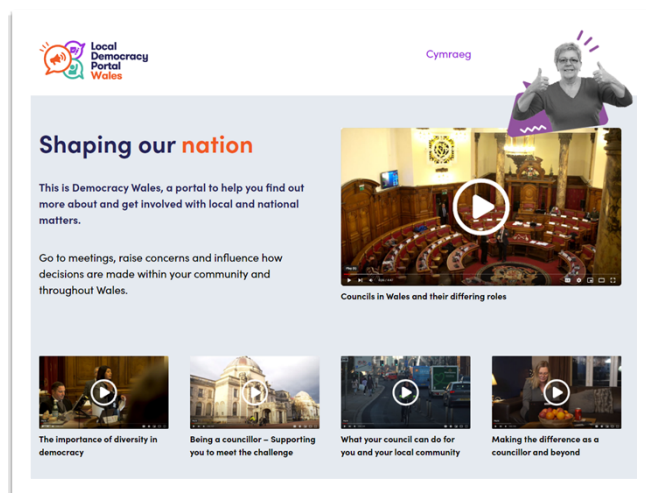 Local
Democracy
Portal
Wales
Cymraeg
Shaping our nation
This is Democracy Wales, a portal to help you find out
more about and get involved with local and national
matters.
Go to meetings, raise concerns and influence how
decisions are made within your community and
throughout Wales.
Councils in Wales and their differing roles
The importance of diversity in
democracy
Being a councillor – Supporting
you to meet the challenge
What your council can do for
you and your local community
Making the difference as a
councillor and beyond